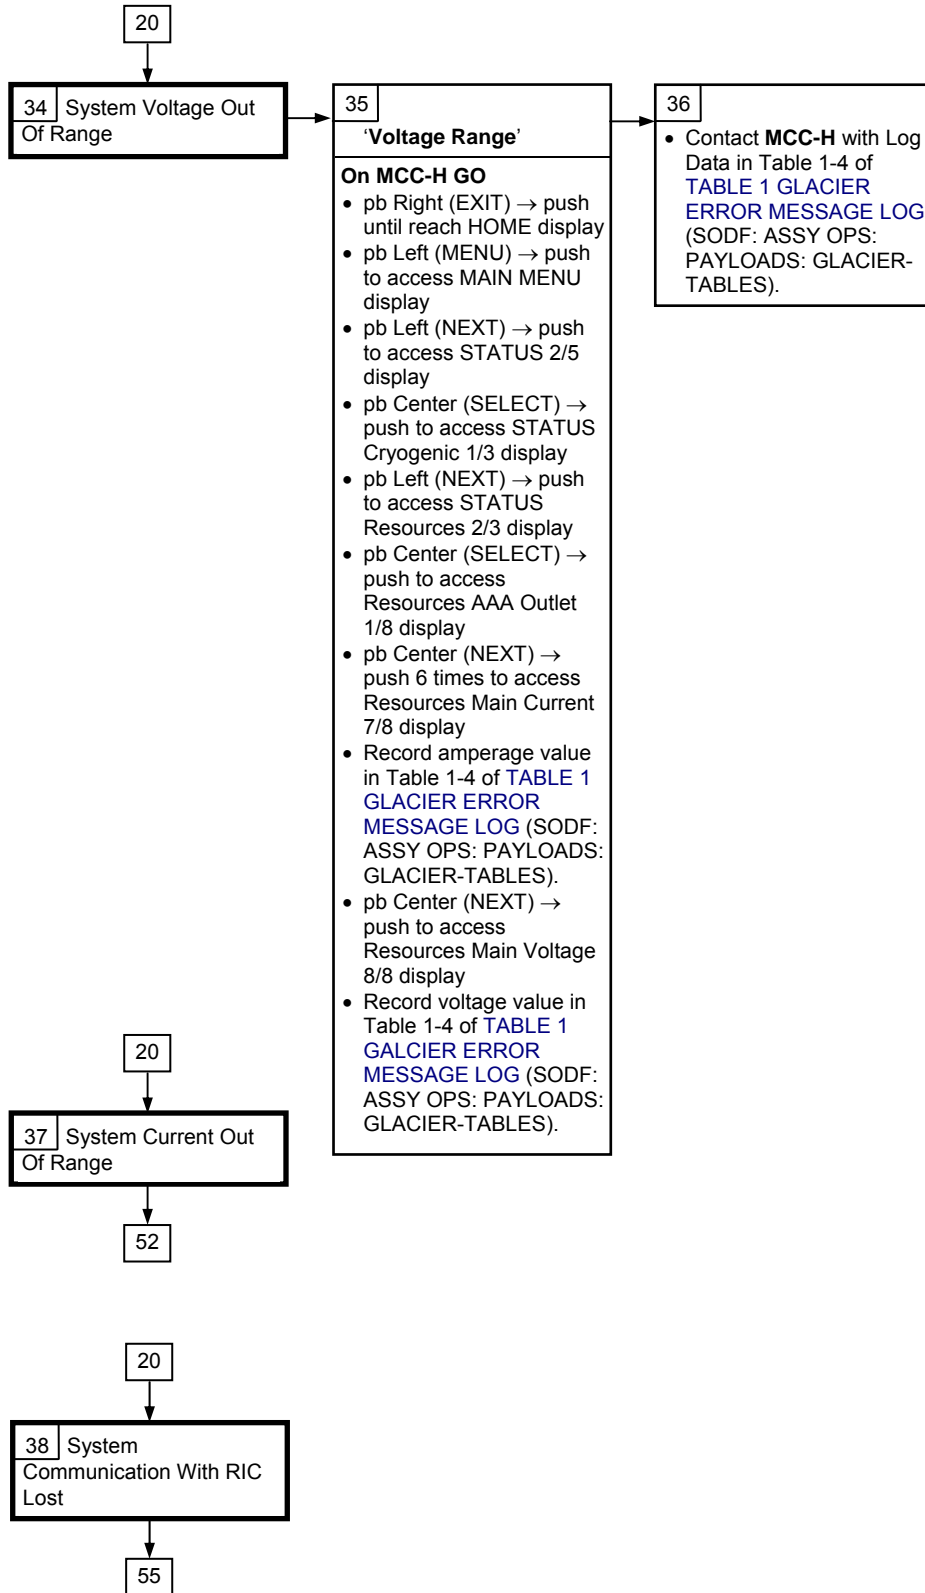 20
34 System Voltage Out
Of Range
35
‘Voltage Range’
On MCC-H GO
• pb Right (EXIT) → push
until reach HOME display
• pb Left (MENU) → push
to access MAIN MENU
display
• pb Left (NEXT) → push
to access STATUS 2/5
display
• pb Center (SELECT) →
push to access STATUS
Cryogenic 1/3 display
• pb Left (NEXT) → push
to access STATUS
Resources 2/3 display
• pb Center (SELECT) →
push to access
Resources AAA Outlet
1/8 display
• pb Center (NEXT) →
push 6 times to access
Resources Main Current
7/8 display
• Record amperage value
in Table 1-4 of TABLE 1
GLACIER ERROR
MESSAGE LOG (SODF:
ASSY OPS: PAYLOADS:
GLACIER-TABLES).
• pb Center (NEXT) →
push to access
Resources Main Voltage
8/8 display
• Record voltage value in
Table 1-4 of TABLE 1
GALCIER ERROR
MESSAGE LOG (SODF:
ASSY OPS: PAYLOADS:
GLACIER-TABLES).
36
• Contact MCC-H with Log
Data in Table 1-4 of
TABLE 1 GLACIER
ERROR MESSAGE LOG
(SODF: ASSY OPS:
PAYLOADS: GLACIER-
TABLES).
20
37 System Current Out
Of Range
52
20
38 System
Communication With RIC
Lost
55